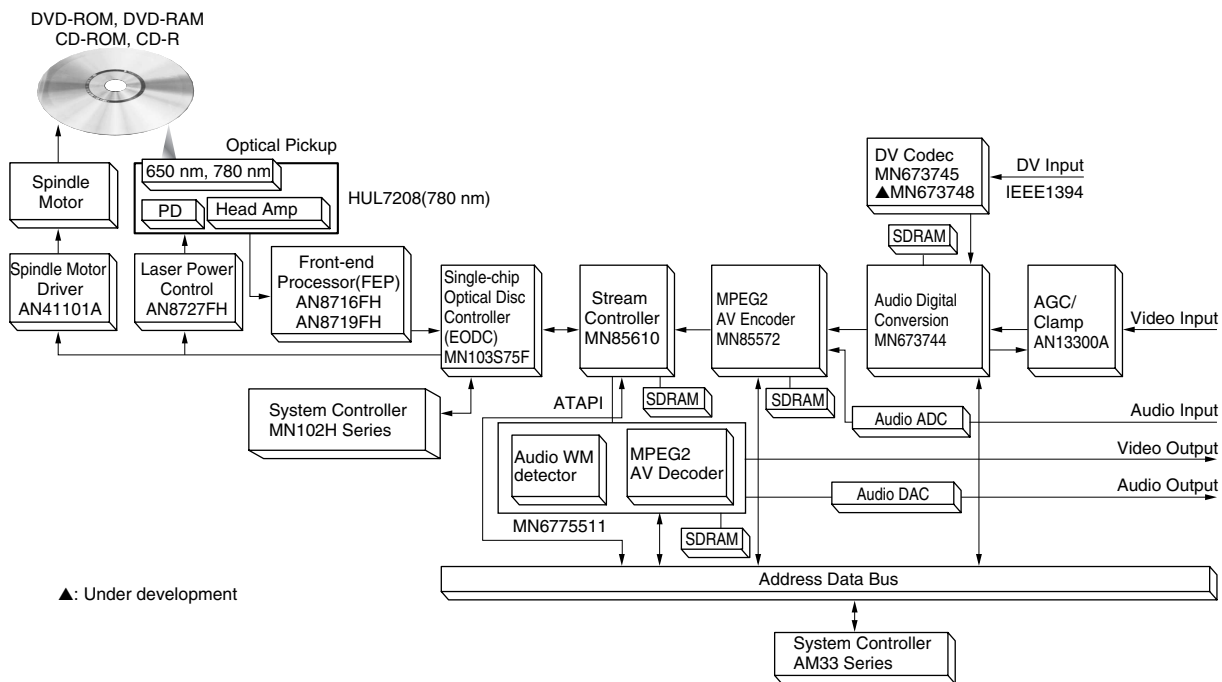 DVD-ROM, DVD-RAM
CD-ROM, CD-R
Optical Pickup
650 nm, 780 nm
PD
Head Amp
HUL7208(780 nm)
Spindle
Motor
Spindle Motor
Driver
AN41101A
Laser Power
Control
AN8727FH
Front-end
Processor(FEP)
AN8716FH
AN8719FH
Single-chip
Optical Disc
Controller
(EODC)
MN103S75F
Stream
Controller
MN85610
MPEG2
AV Encoder
MN85572
DV Codec
MN673745
▲MN673748
DV Input
IEEE1394
SDRAM
Audio Digital
Conversion
MN673744
AGC/
Clamp
AN13300A
Video Input
System Controller
MN102H Series
ATAPI
SDRAM
SDRAM
Audio ADC
Audio Input
Audio WM
detector
MPEG2
AV Decoder
Video Output
Audio DAC
Audio Output
MN6775511
SDRAM
Address Data Bus
▲: Under development
System Controller
AM33 Series